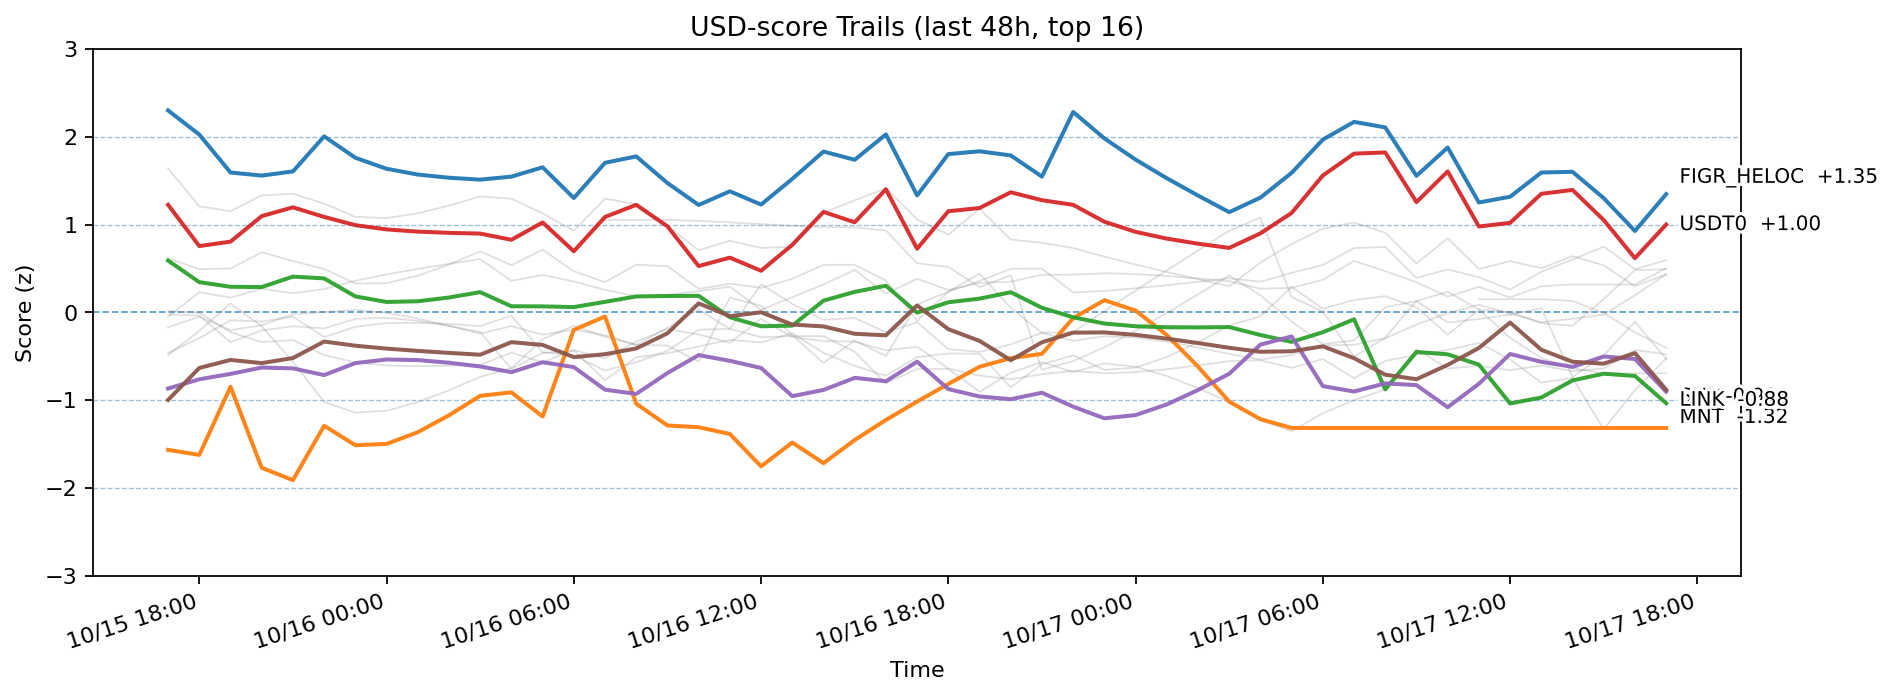 USD-score Trails (last 48h, top 16)
3
2
1
0
−1
−2
−3
Score (z)
FIGR_HELOC +1.35
USDT0 +1.00
LINK -0.88
MNT -1.32
10/15 18:00
10/16 00:00
10/16 06:00
10/16 12:00
10/16 18:00
10/17 00:00
10/17 06:00
10/17 12:00
10/17 18:00
Time